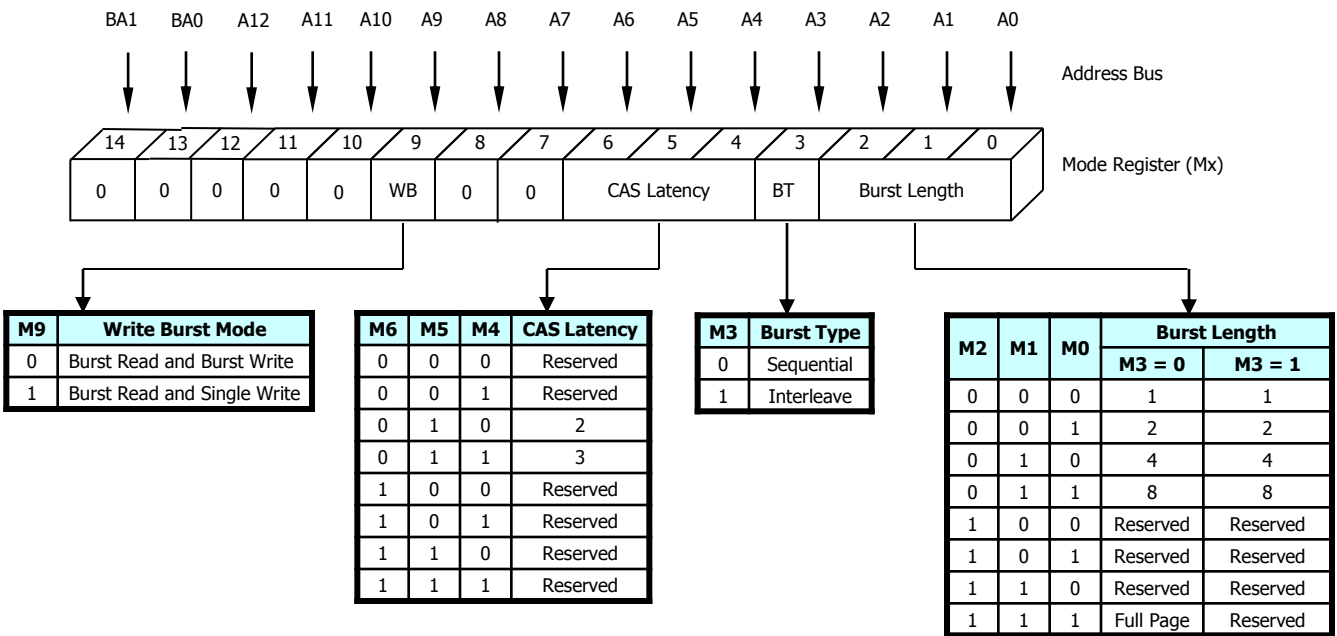 BA1 BA0 A12 A11 A10 A9 A8 A7 A6 A5 A4 A3 A2 A1 A0
Address Bus
14 13 12 11 10 9 8 7 6 5 4 3 2 1 0
Mode Register (Mx)
0 0 0 0 0 WB 0 0 CAS Latency BT Burst Length
M9 Write Burst Mode
0 Burst Read and Burst Write
1 Burst Read and Single Write
M6 M5 M4 CAS Latency
0 0 0 Reserved
0 0 1 Reserved
0 1 0 2
0 1 1 3
1 0 0 Reserved
1 0 1 Reserved
1 1 0 Reserved
1 1 1 Reserved
M3 Burst Type
0 Sequential
1 Interleave
M2 M1 M0 Burst Length
M3 = 0 M3 = 1
0 0 0 1 1
0 0 1 2 2
0 1 0 4 4
0 1 1 8 8
1 0 0 Reserved Reserved
1 0 1 Reserved Reserved
1 1 0 Reserved Reserved
1 1 1 Full Page Reserved